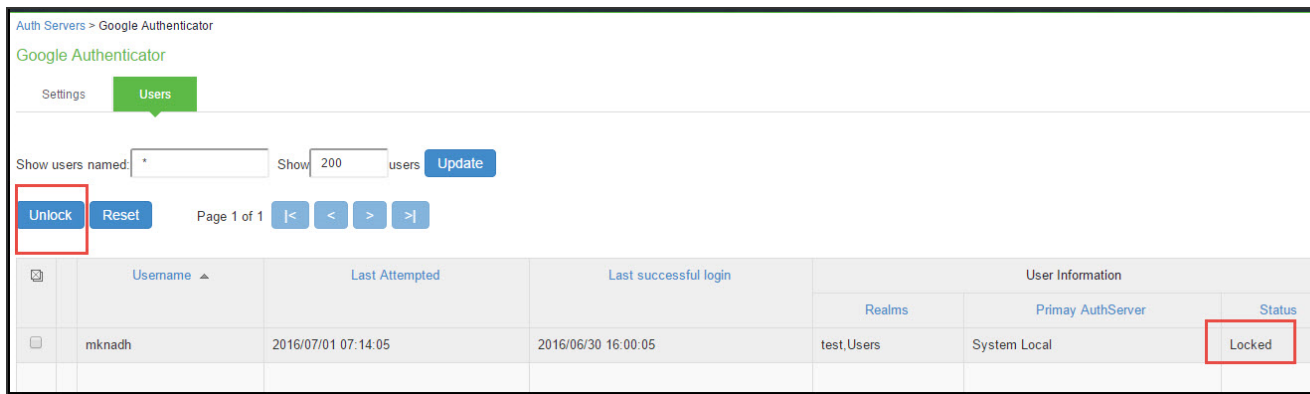 Auth Servers > Google Authenticator
Google Authenticator
Settings Users
Show users named: * Show 200 users Update
Unlock Reset Page 1 of 1 |< < > >|
Username Last Attempted Last successful login User Information
Realms Primay AuthServer Status
mknadh 2016/07/01 07:14:05 2016/06/30 16:00:05 test,Users System Local Locked